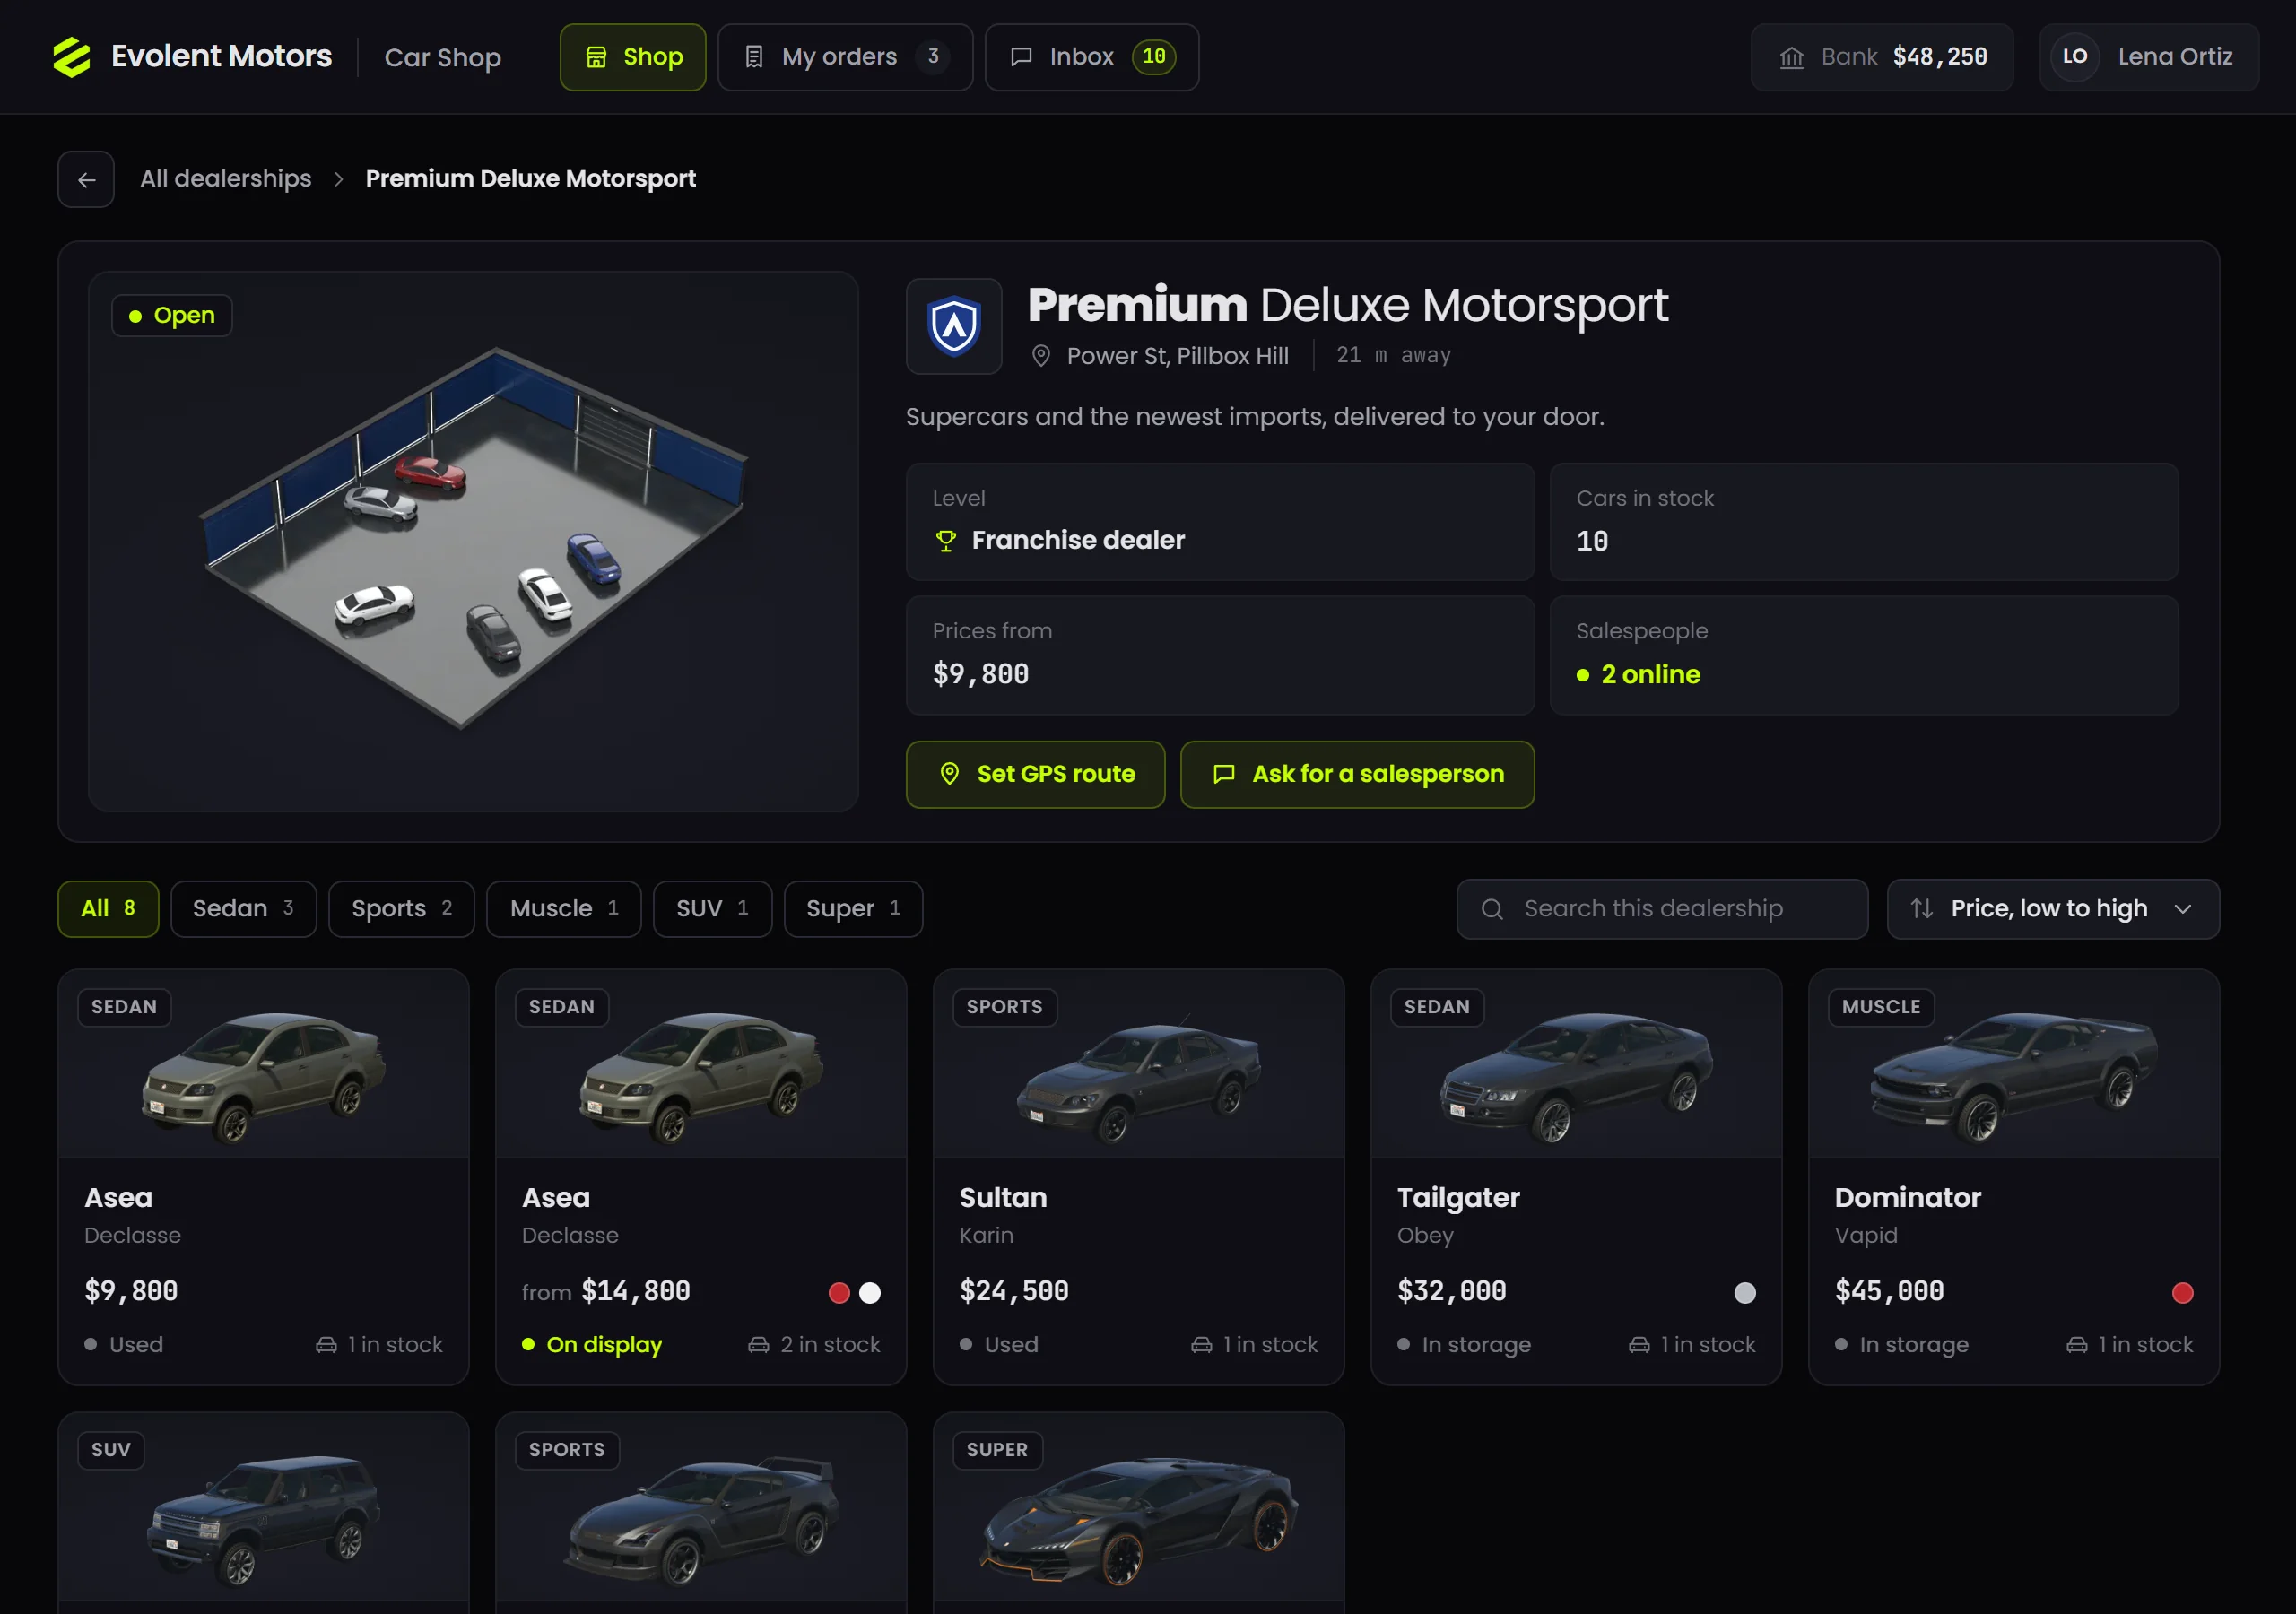 Evolent Motors
Car Shop
Shop
My orders 3
Inbox 10
Bank $48,250
LO Lena Ortiz
All dealerships
Premium Deluxe Motorsport
Open
Premium Deluxe Motorsport
Power St, Pillbox Hill
21 m away
Supercars and the newest imports, delivered to your door.
Level
Franchise dealer
Cars in stock
10
Prices from
$9,800
Salespeople
2 online
Set GPS route
Ask for a salesperson
All 8
Sedan 3
Sports 2
Muscle 1
SUV 1
Super 1
Search this dealership
Price, low to high
SEDAN
Asea
Declasse
$9,800
Used
1 in stock
SEDAN
Asea
Declasse
from $14,800
On display
2 in stock
SPORTS
Sultan
Karin
$24,500
Used
1 in stock
SEDAN
Tailgater
Obey
$32,000
In storage
1 in stock
MUSCLE
Dominator
Vapid
$45,000
In storage
1 in stock
SUV
SPORTS
SUPER